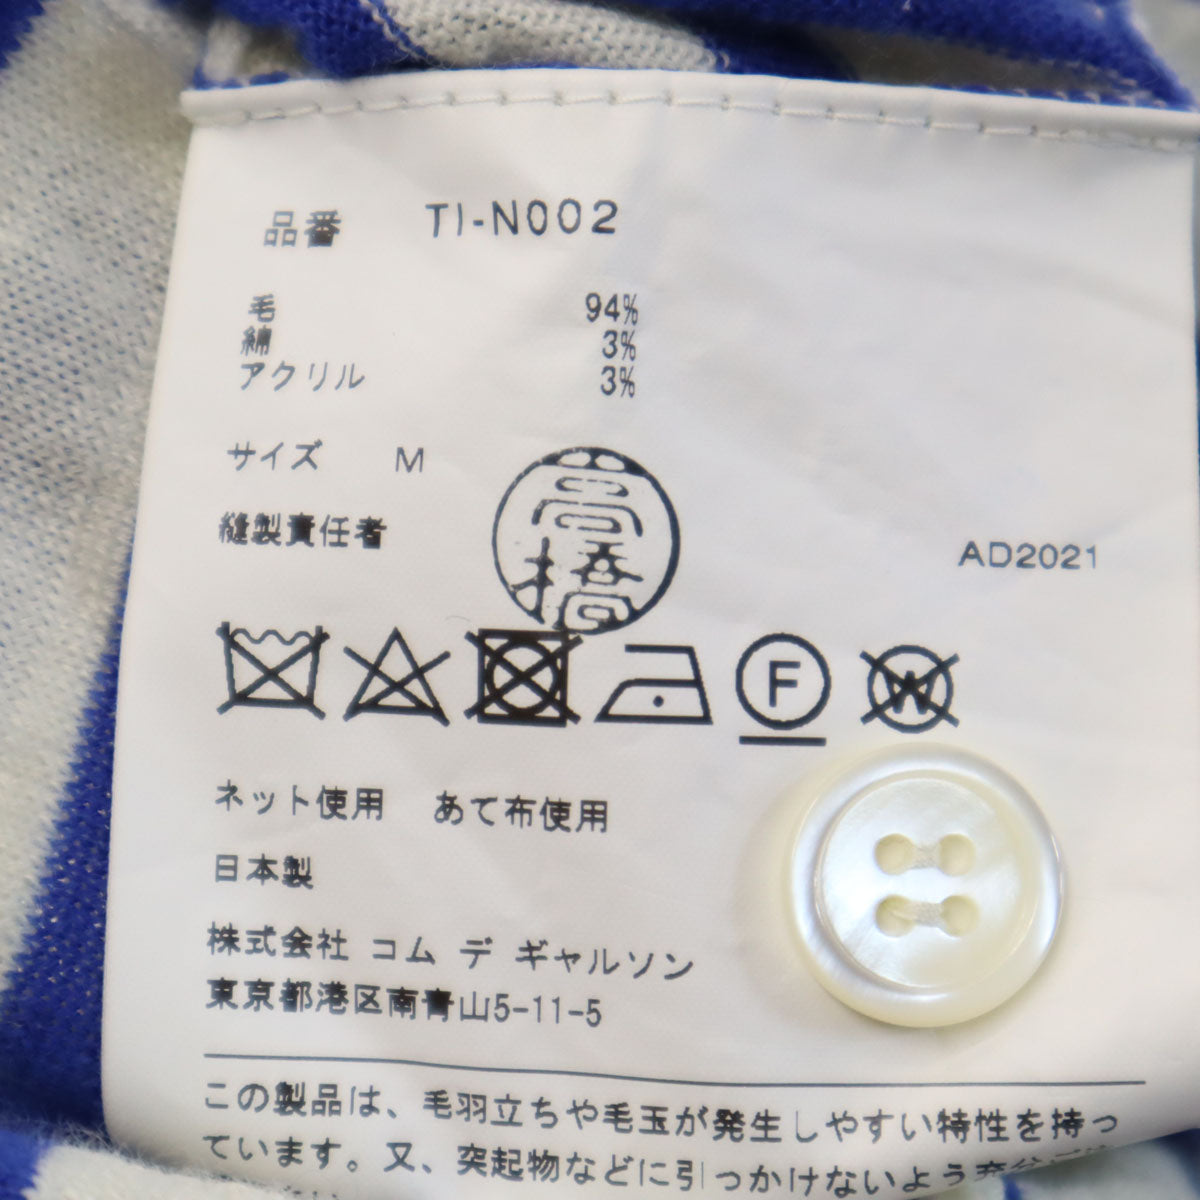 品番 TI-N002
毛 94%
綿 3%
アクリル 3%
サイズ M
縫製責任者 高橋
AD2021
F W
ネット使用 あて布使用
日本製
株式会社 コム デ ギャルソン
東京都港区南青山5-11-5
この製品は、毛羽立ちや毛玉が発生しやすい特性を持っ
ています。又、突起物などに引っかけないよう充分